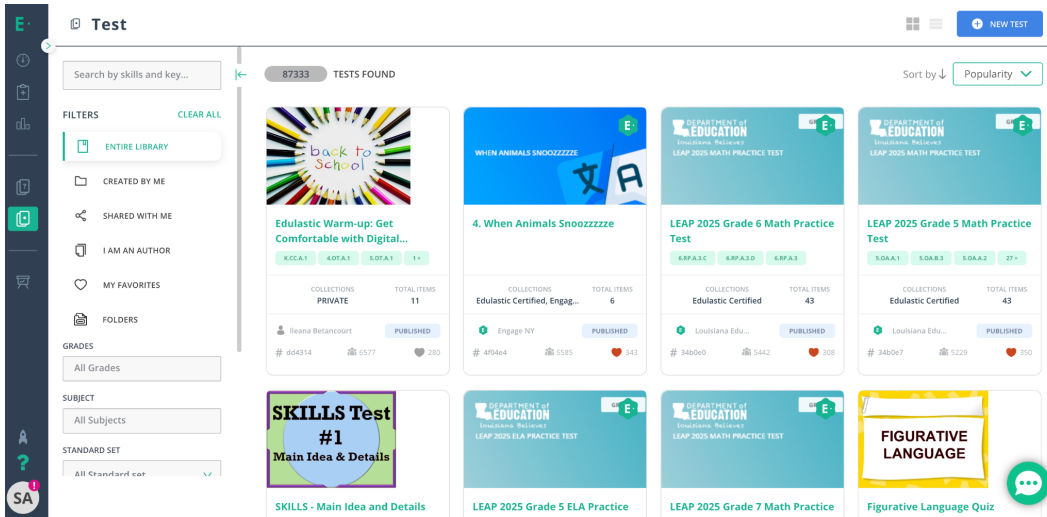 E
Test
NEW TEST
Search by skills and key...
87333 TESTS FOUND
Sort by
Popularity
FILTERS
CLEAR ALL
ENTIRE LIBRARY
CREATED BY ME
SHARED WITH ME
I AM AN AUTHOR
MY FAVORITES
FOLDERS
GRADES
All Grades
SUBJECT
All Subjects
STANDARD SET
All Standard set
?
SA
!
back to
school
Edulastic Warm-up: Get
Comfortable with Digital...
K.CC.A.1 4.OT.A.1 5.OT.A.1 1+
COLLECTIONS
PRIVATE
TOTAL ITEMS
11
Ileana Betancourt
PUBLISHED
# dd4314 6577 280
WHEN ANIMALS SNOOZZZZZE
A
E
4. When Animals Snoozzzzze
COLLECTIONS
Edulastic Certified, Engag...
TOTAL ITEMS
6
Engage NY
PUBLISHED
# 4f04e4 5585 343
DEPARTMENT of
EDUCATION
Louisiana Believes
LEAP 2025 MATH PRACTICE TEST
E
LEAP 2025 Grade 6 Math Practice
Test
6.RP.A.3.C 6.RP.A.3.D 6.RP.A.3
COLLECTIONS
Edulastic Certified
TOTAL ITEMS
43
Louisiana Edu...
PUBLISHED
# 34b0e0 5442 308
DEPARTMENT of
EDUCATION
Louisiana Believes
LEAP 2025 MATH PRACTICE TEST
E
LEAP 2025 Grade 5 Math Practice
Test
5.OA.A.1 5.OA.B.3 5.OA.A.2 27+
COLLECTIONS
Edulastic Certified
TOTAL ITEMS
43
Louisiana Edu...
PUBLISHED
# 34b0e7 5229 350
SKILLS Test
#1
Main Idea & Details
SKILLS - Main Idea and Details
DEPARTMENT of
EDUCATION
Louisiana Believes
LEAP 2025 ELA PRACTICE TEST
E
LEAP 2025 Grade 5 ELA Practice
DEPARTMENT of
EDUCATION
Louisiana Believes
LEAP 2025 MATH PRACTICE TEST
E
LEAP 2025 Grade 7 Math Practice
FIGURATIVE
LANGUAGE
Figurative Language Quiz